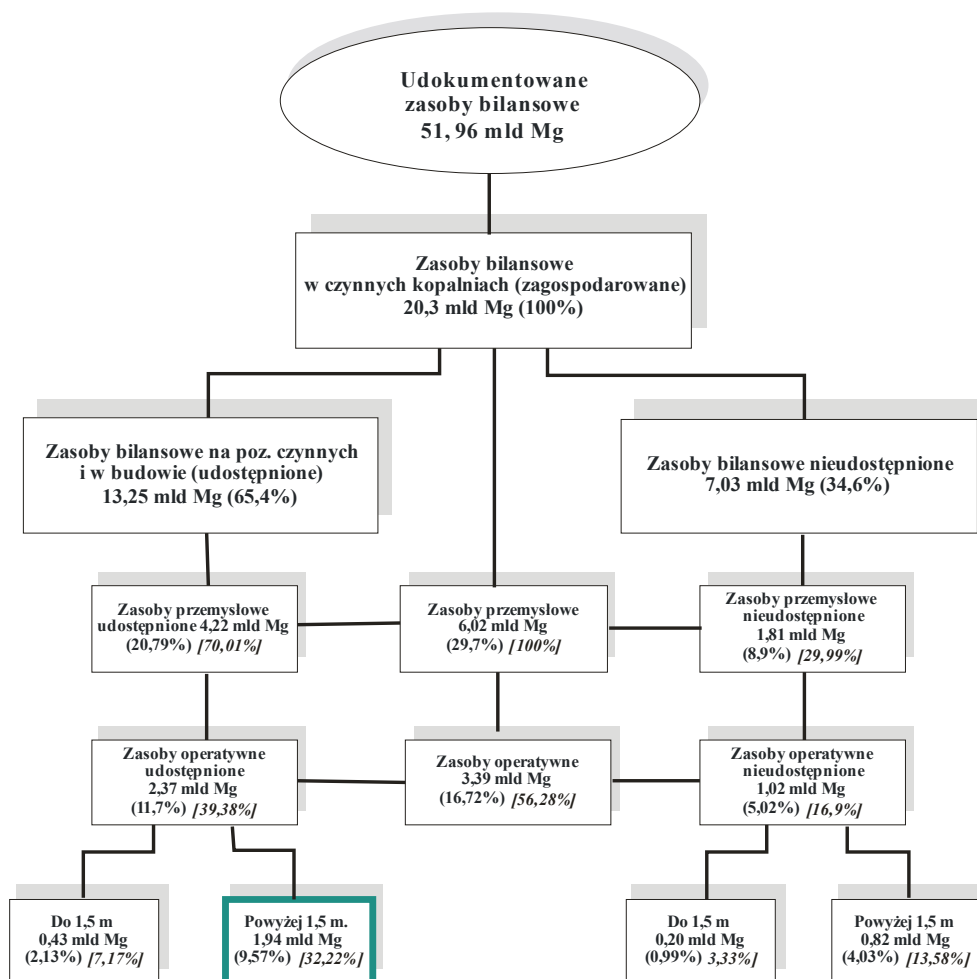 Udokumentowane
zasoby bilansowe
51, 96 mld Mg
Zasoby bilansowe
w czynnych kopalniach (zagospodarowane)
20,3 mld Mg (100%)
Zasoby bilansowe na poz. czynnych
i w budowie (udostępnione)
13,25 mld Mg (65,4%)
Zasoby bilansowe nieudostępnione
7,03 mld Mg (34,6%)
Zasoby przemysłowe
udostępnione 4,22 mld Mg
(20,79%) [70,01%]
Zasoby przemysłowe
6,02 mld Mg
(29,7%) [100%]
Zasoby przemysłowe
nieudostępnione
1,81 mld Mg
(8,9%) [29,99%]
Zasoby operatywne
udostępnione
2,37 mld Mg
(11,7%) [39,38%]
Zasoby operatywne
3,39 mld Mg
(16,72%) [56,28%]
Zasoby operatywne
nieudostępnione
1,02 mld Mg
(5,02%) [16,9%]
Do 1,5 m
0,43 mld Mg
(2,13%) [7,17%]
Powyżej 1,5 m.
1,94 mld Mg
(9,57%) [32,22%]
Do 1,5 m
0,20 mld Mg
(0,99%) 3,33%]
Powyżej 1,5 m
0,82 mld Mg
(4,03%) [13,58%]